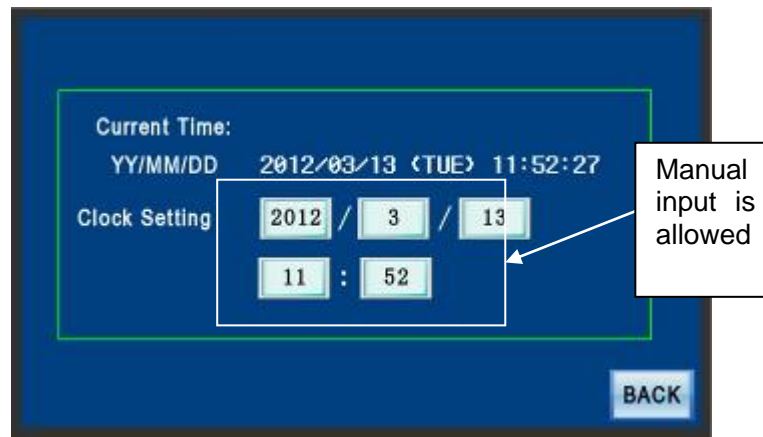 Current Time:
YY/MM/DD 2012/03/13 (TUE) 11:52:27
Clock Setting 2012 / 3 / 13
11 : 52
Manual
input is
allowed
BACK